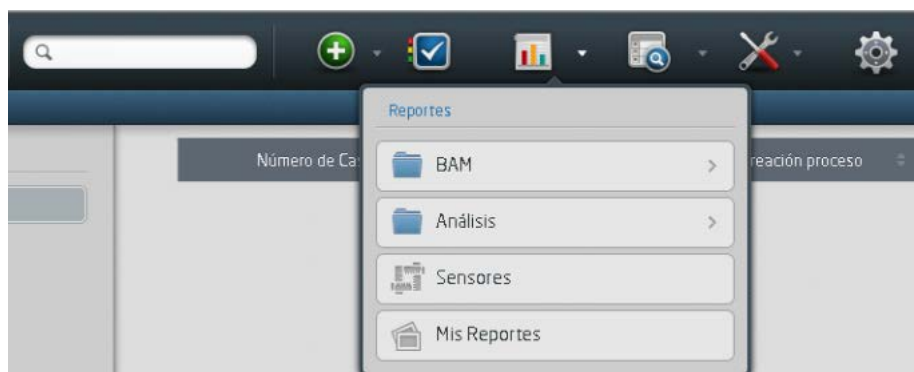 Reportes
Número de Ca
reación proceso
BAM
Análisis
Sensores
Mis Reportes